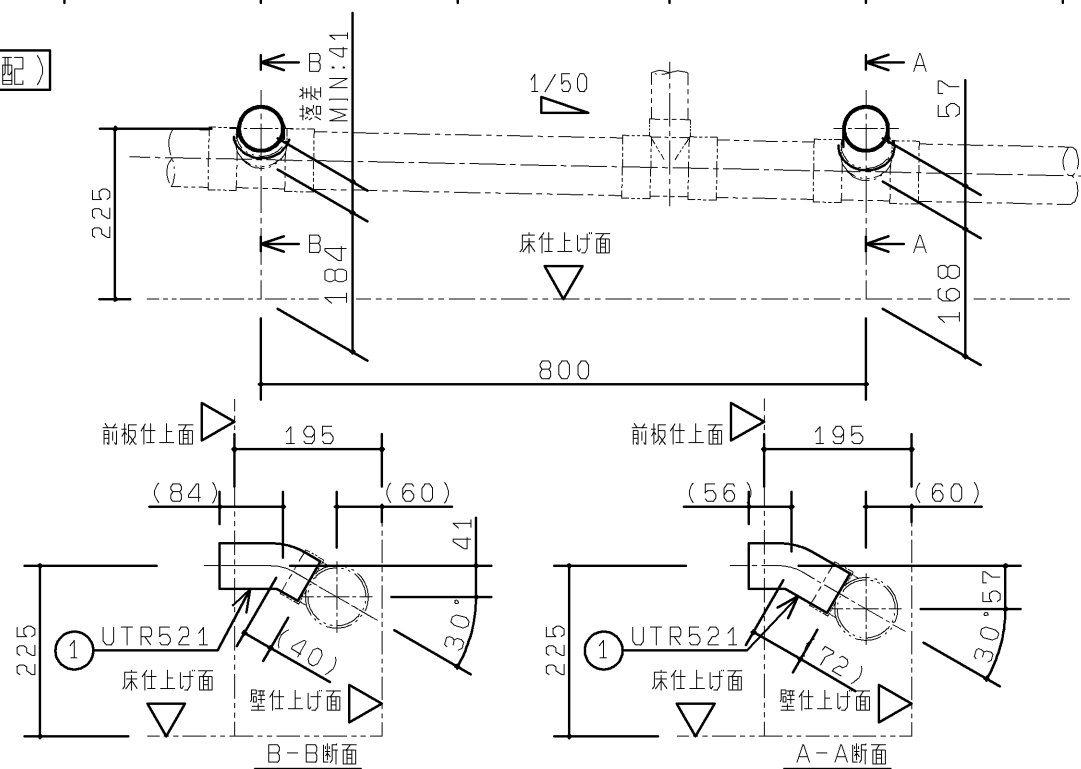 配)
B
落差
MIN:41
1/50
A
57
225
B
184
床仕上げ面
A
168
800
前板仕上面
195
(84)
(60)
41
30°
225
1
UTR521
(40)
床仕上げ面
壁仕上げ面
B-B断面
前板仕上面
195
(56)
(60)
57
30°
225
1
UTR521
72)
床仕上げ面
壁仕上げ面
A-A断面